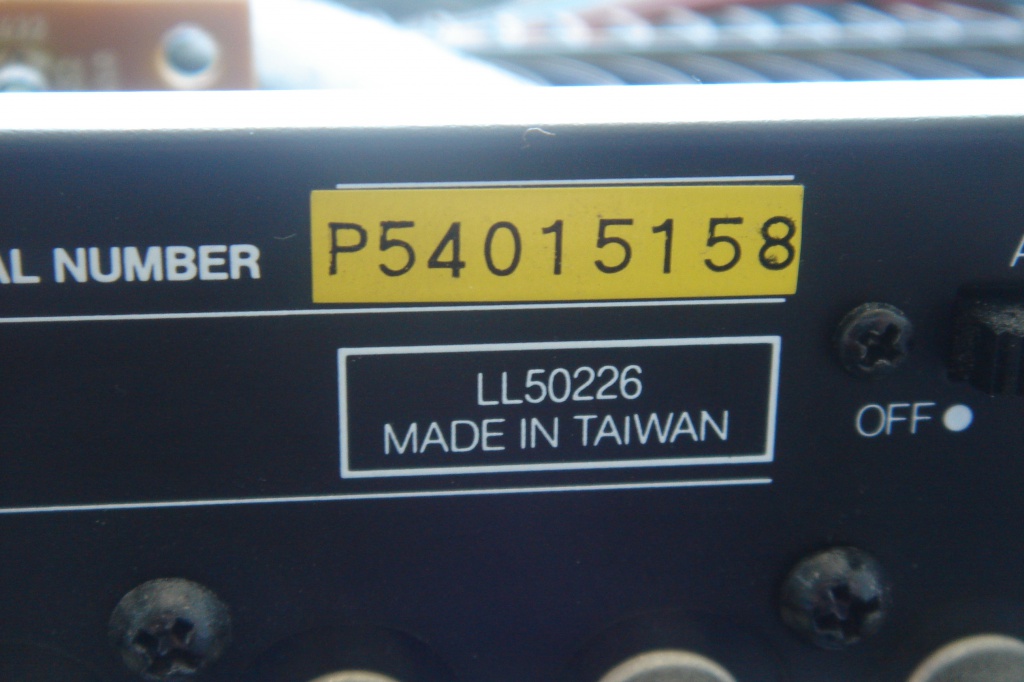 AL NUMBER P54015158
LL50226
MADE IN TAIWAN
OFF